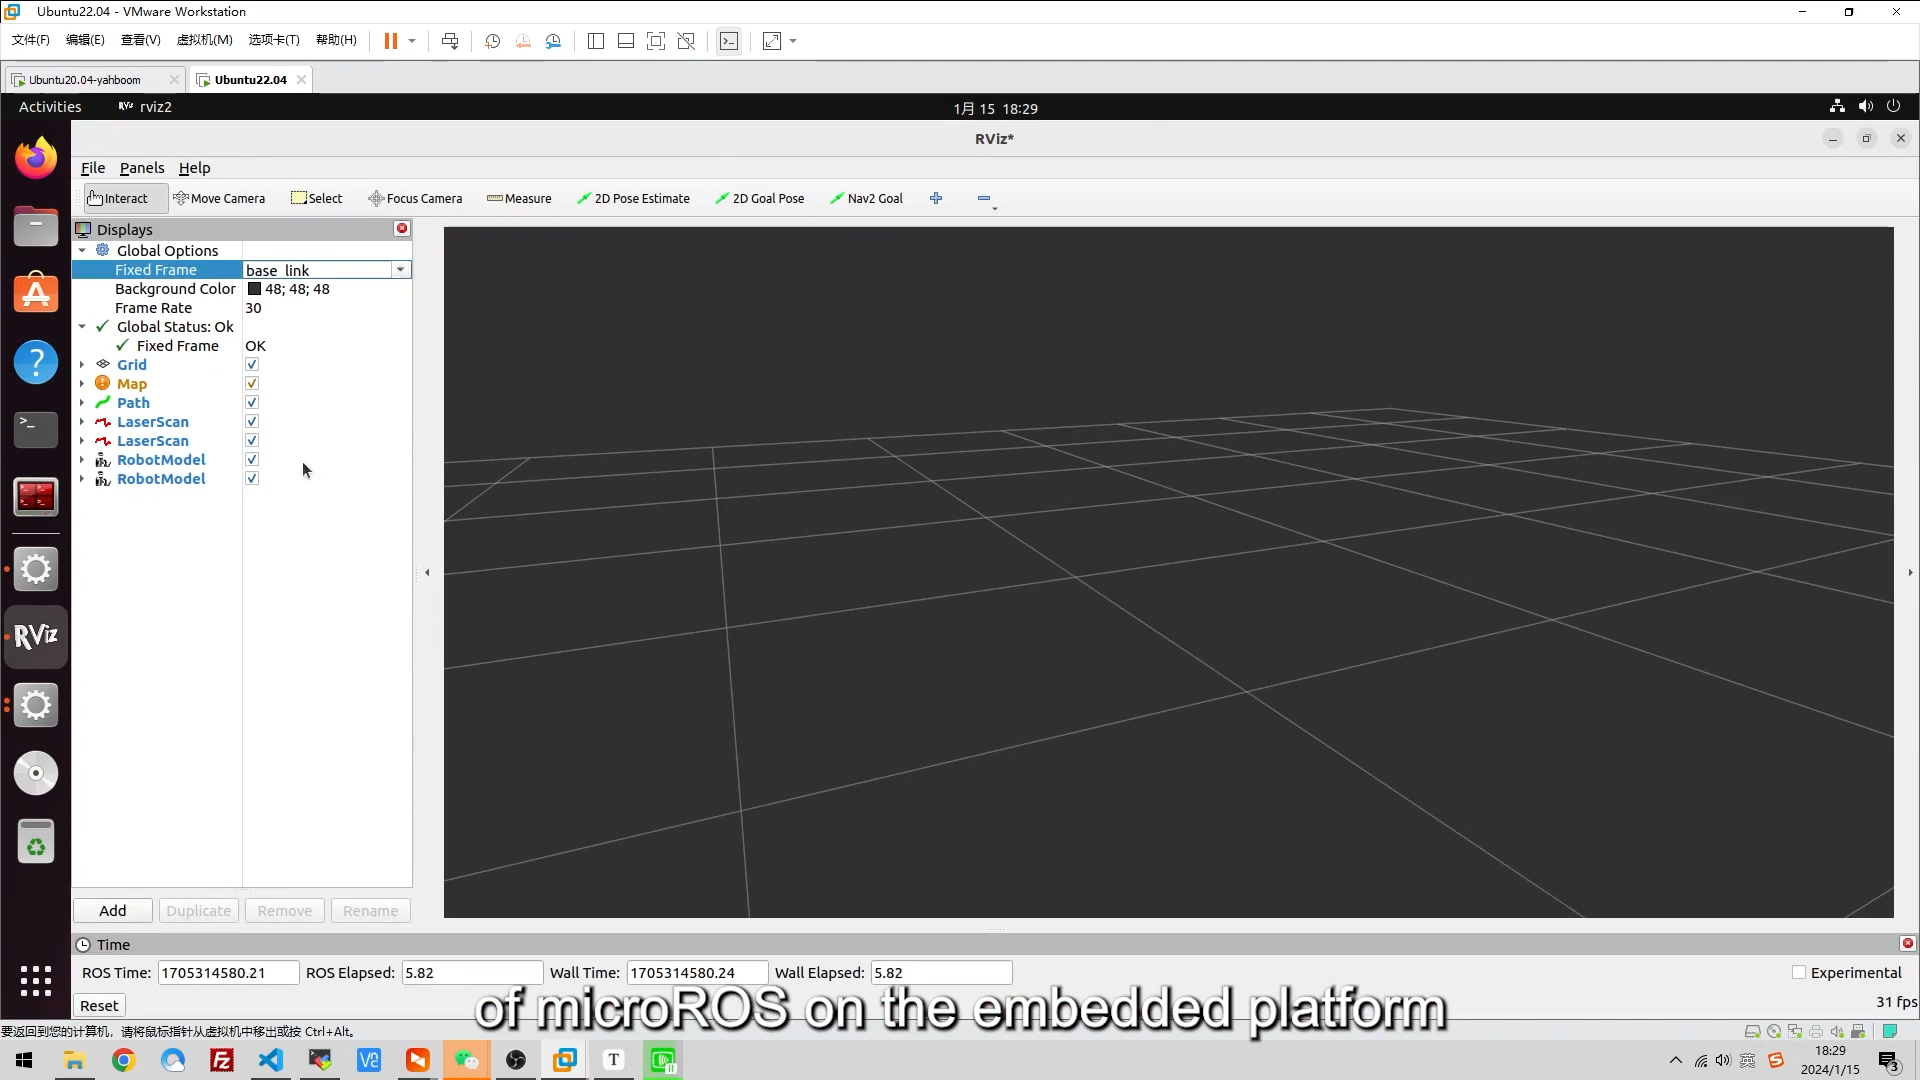 Ubuntu22.04 - VMware Workstation
文件(F) 编辑(E) 查看(V) 虚拟机(M) 选项卡(T) 帮助(H)
Ubuntu20.04-yahboom Ubuntu22.04
Activities RViz rviz2 1月 15 18:29
RViz*
File Panels Help
Interact Move Camera Select Focus Camera Measure 2D Pose Estimate 2D Goal Pose Nav2 Goal
Displays
Global Options
Fixed Frame base_link
Background Color 48; 48; 48
Frame Rate 30
Global Status: Ok
Fixed Frame OK
Grid
Map
Path
LaserScan
LaserScan
RobotModel
RobotModel
RViz
Add Duplicate Remove Rename
Time
ROS Time: 1705314580.21 ROS Elapsed: 5.82 Wall Time: 1705314580.24 Wall Elapsed: 5.82 Experimental
Reset 31 fps
of microROS on the embedded platform
要返回到您的计算机，请将鼠标指针从虚拟机中移出或按 Ctrl+Alt。
英 18:29
2024/1/15 3